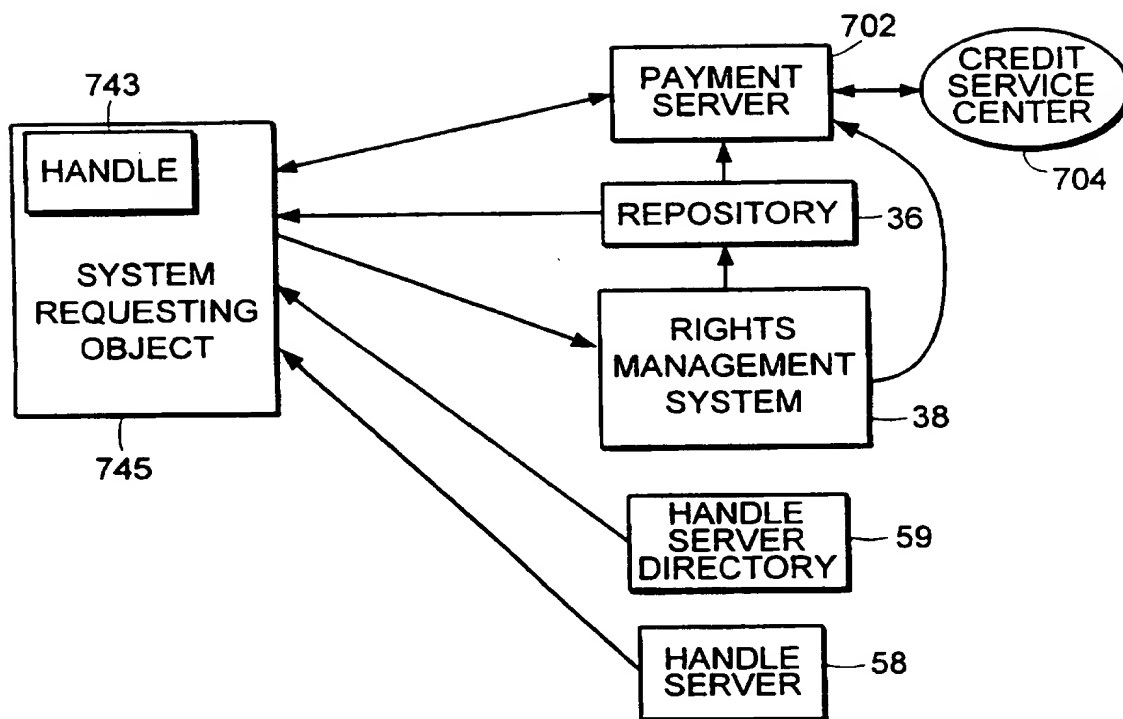 702
PAYMENT
SERVER
CREDIT
SERVICE
CENTER
704
743
HANDLE
SYSTEM
REQUESTING
OBJECT
745
REPOSITORY
36
RIGHTS
MANAGEMENT
SYSTEM
38
HANDLE
SERVER
DIRECTORY
59
HANDLE
SERVER
58